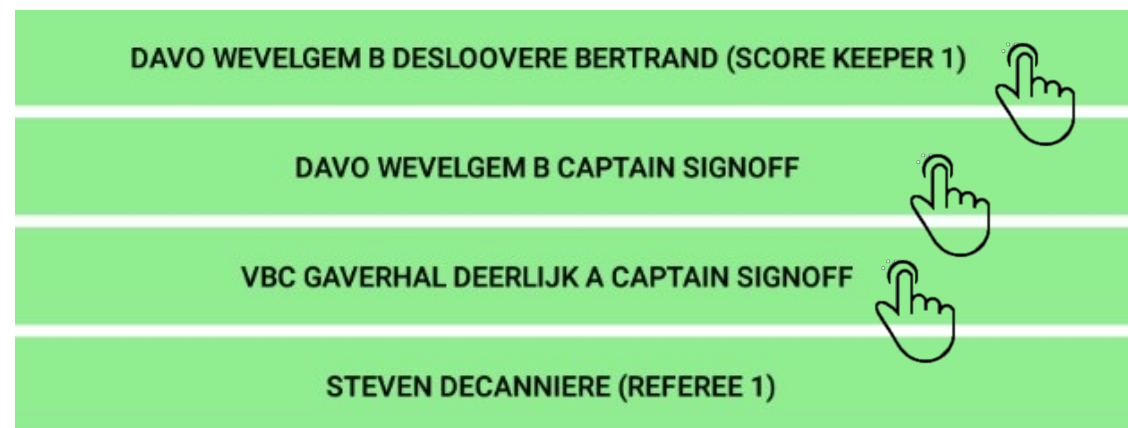 DAVO WEVELGEM B DESLOOVERE BERTRAND (SCORE KEEPER 1)
DAVO WEVELGEM B CAPTAIN SIGNOFF
VBC GAVERHAL DEERLIJK A CAPTAIN SIGNOFF
STEVEN DECANNIERE (REFEREE 1)